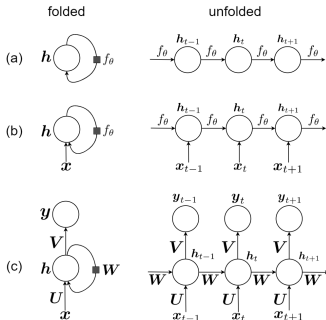 folded unfolded
(a) h f_θ f_θ h_{t-1} f_θ h_t f_θ h_{t+1} f_θ
(b) h f_θ f_θ h_{t-1} f_θ h_t f_θ h_{t+1} f_θ
x x_{t-1} x_t x_{t+1}
y y_{t-1} y_t y_{t+1}
V V V V
(c) h W W h_{t-1} W h_t W h_{t+1} W
U U U U
x x_{t-1} x_t x_{t+1}